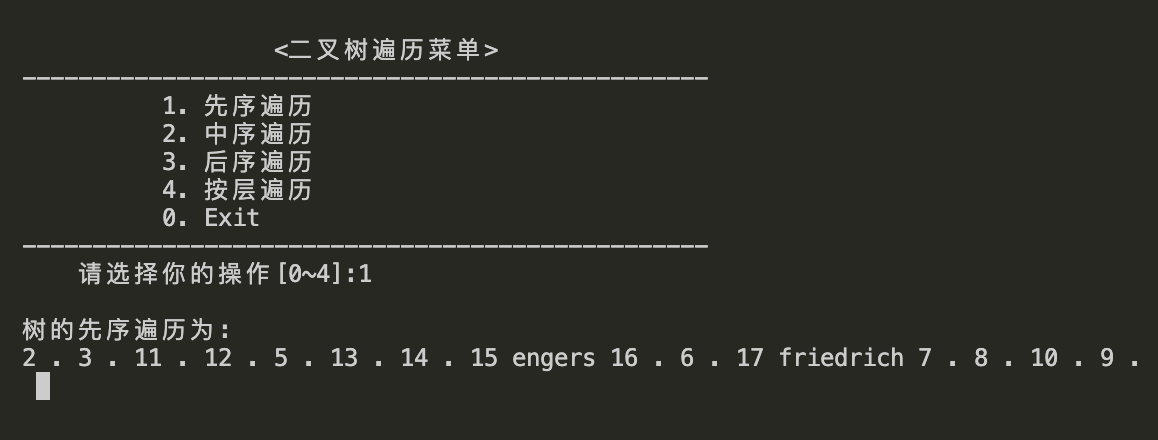 <二叉树遍历菜单>
-------------------------------------------------
1. 先序遍历
2. 中序遍历
3. 后序遍历
4. 按层遍历
0. Exit
-------------------------------------------------
请选择你的操作[0~4]:1
树的先序遍历为:
2 . 3 . 11 . 12 . 5 . 13 . 14 . 15 engers 16 . 6 . 17 friedrich 7 . 8 . 10 . 9 .